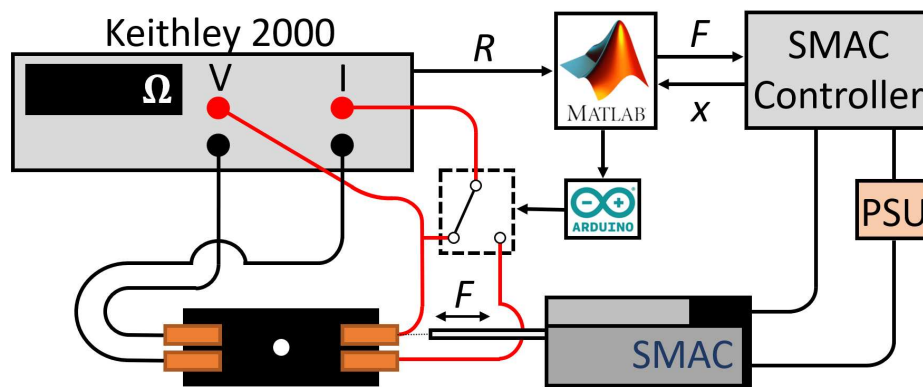 Keithley 2000
Ω
V
I
R
MATLAB
F
x
SMAC
Controller
ARDUINO
PSU
F
SMAC